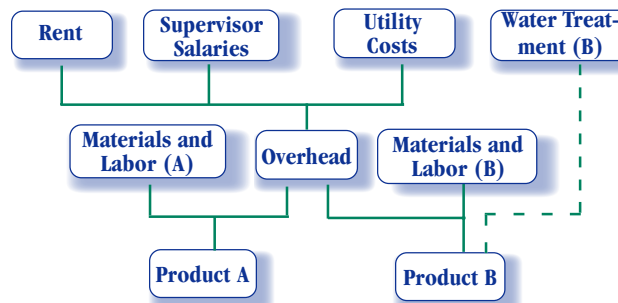 Rent
Supervisor
Salaries
Utility
Costs
Water Treat-
ment (B)
Materials and
Labor (A)
Overhead
Materials and
Labor (B)
Product A
Product B